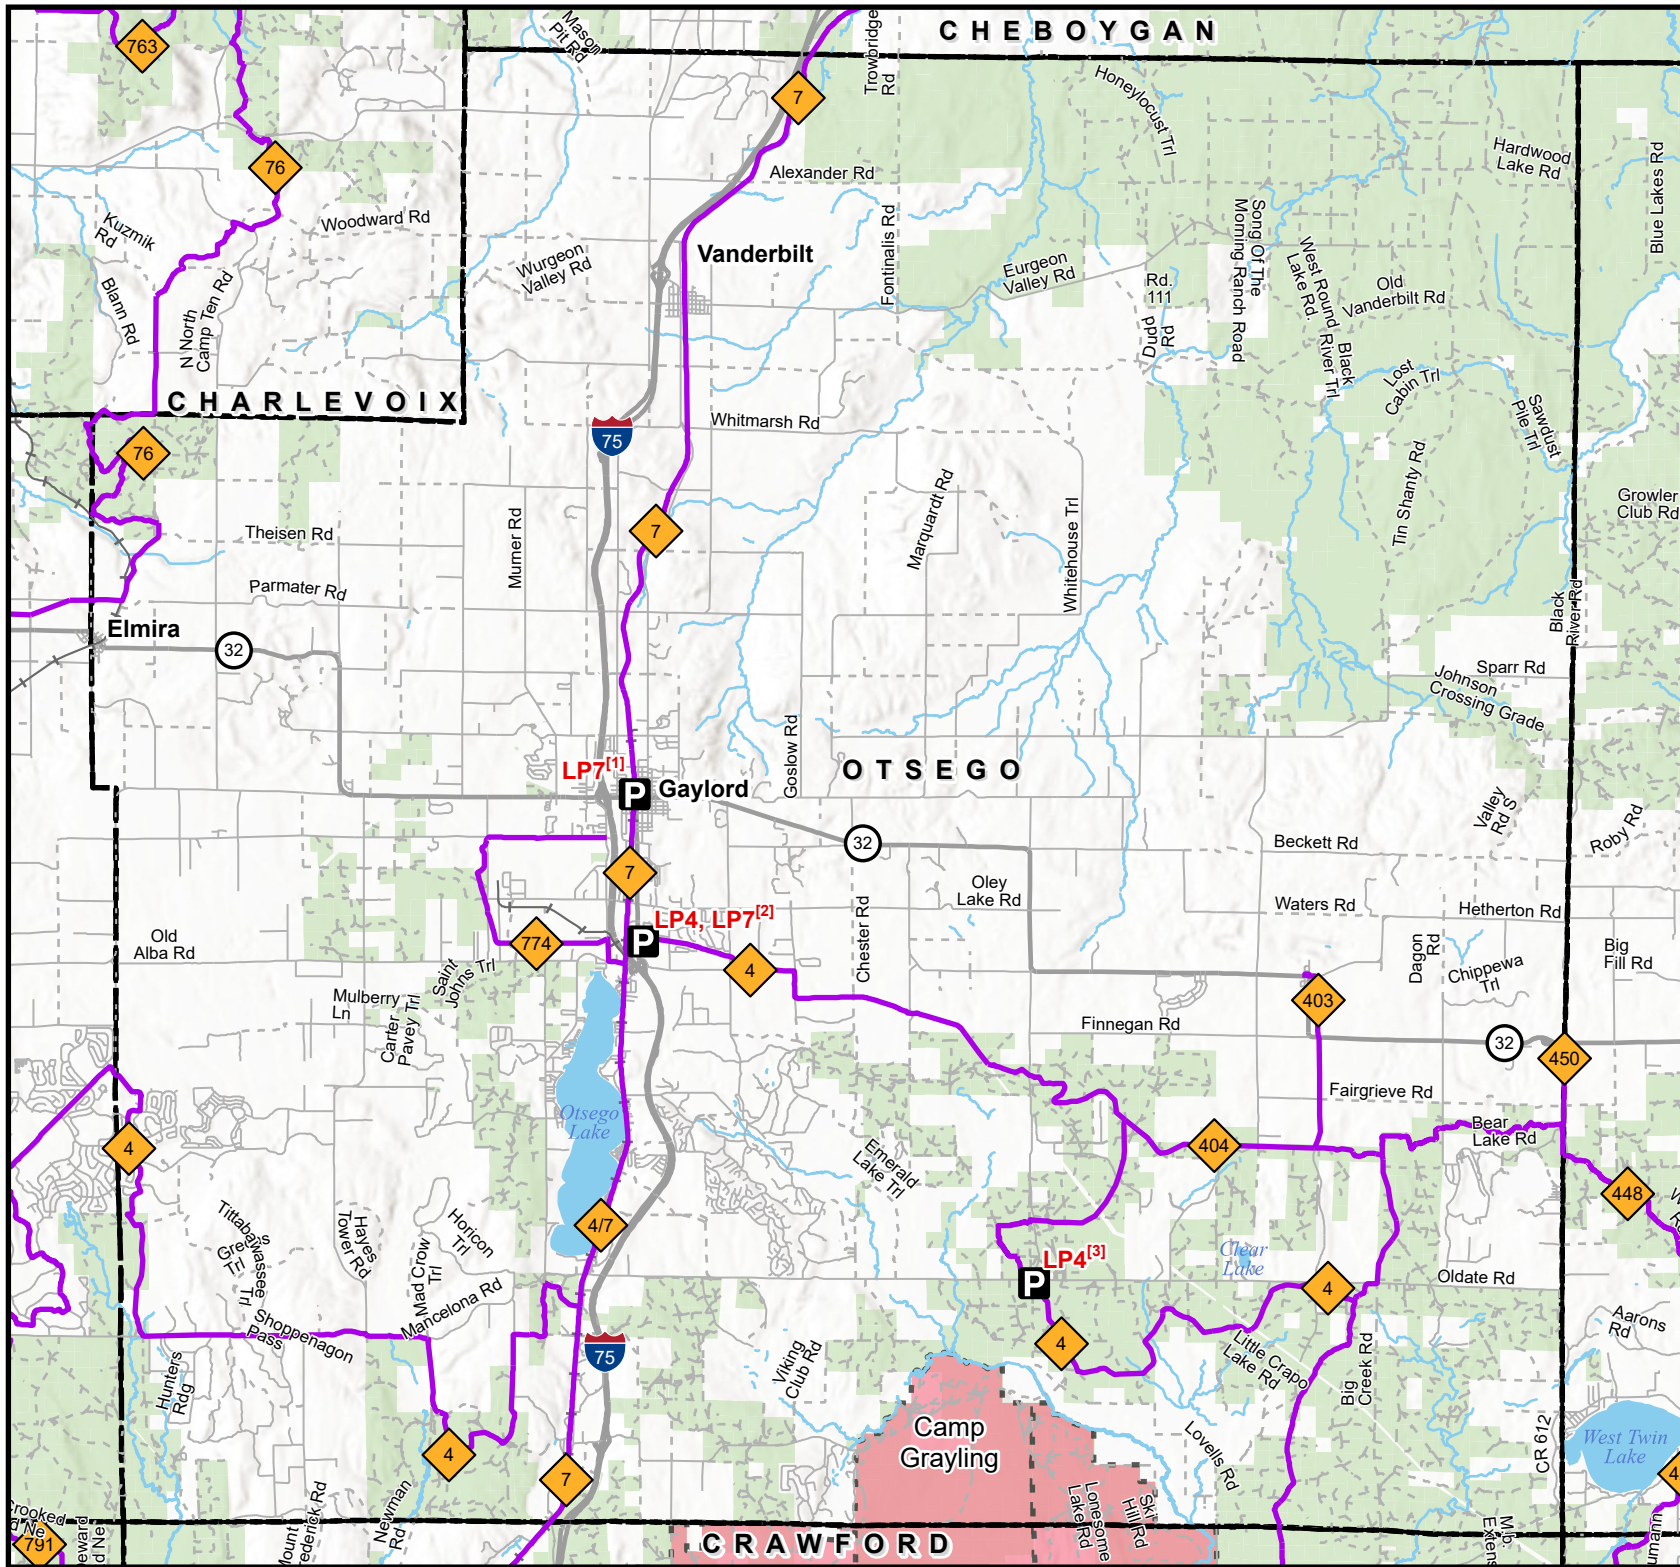 763
Mason
Pit Rd
Trowbridge
Rd
CHEBOYGAN
7
Honeylocust Trl
76
Alexander Rd
Hardwood
Lake Rd
Blue Lakes Rd
Kuzmik
Rd
Woodward Rd
Wurgeon
Valley Rd
Vanderbilt
Fontinalis Rd
Eurgeon
Valley Rd
Song Of The
Morning Ranch Road
West Round
Lake Rd.
Rd.
111
Old
Vanderbilt Rd
Blann Rd
N North
Camp Ten Rd
Dudd
Rd
Black
River Trl
Lost
Cabin Trl
CHARLEVOIX
75
Whitmarsh Rd
Sawdust
Pile Trl
76
Marquardt Rd
Tin Shanty Rd
Growler
Club Rd
Theisen Rd
Mumer Rd
7
Whitehouse Trl
Parmater Rd
Black
River Rd
Elmira
32
Sparr Rd
Johnson
Crossing Grade
Goslow Rd
LP7[1]
P
Gaylord
OTSEGO
Valley
Rd S
Roby Rd
32
Beckett Rd
7
Oley
Lake Rd
Waters Rd
Hetherton Rd
LP4, LP7[2]
P
Old
Alba Rd
774
4
Chester Rd
Dagon
Rd
Big
Fill Rd
Saint
Johns Trl
Chippewa
Trl
Mulberry
Ln
Carter
Pavey Trl
403
Finnegan Rd
32
450
Otsego
Lake
Fairgrieve Rd
Bear
Lake Rd
4
404
Emerald
Lake Trl
448
Tittabawassee
Trl
Greens
Trl
Hayes
Tower Rd
Horicon
Trl
4/7
Mad Crow
Trl
LP4[3]
P
Clear
Lake
Oldate Rd
4
Mancelona Rd
Shoppenagon
Pass
75
4
Aarons
Rd
Hunters
Rdg
Viking
Club Rd
Little Crapo
Lake Rd
Big
Creek Rd
Camp
Grayling
Lovells Rd
CR 612
West Twin
Lake
4
7
Newman
Rd
Lonesome
Lake Rd
Ski
Hill Rd
791
CRAWFORD